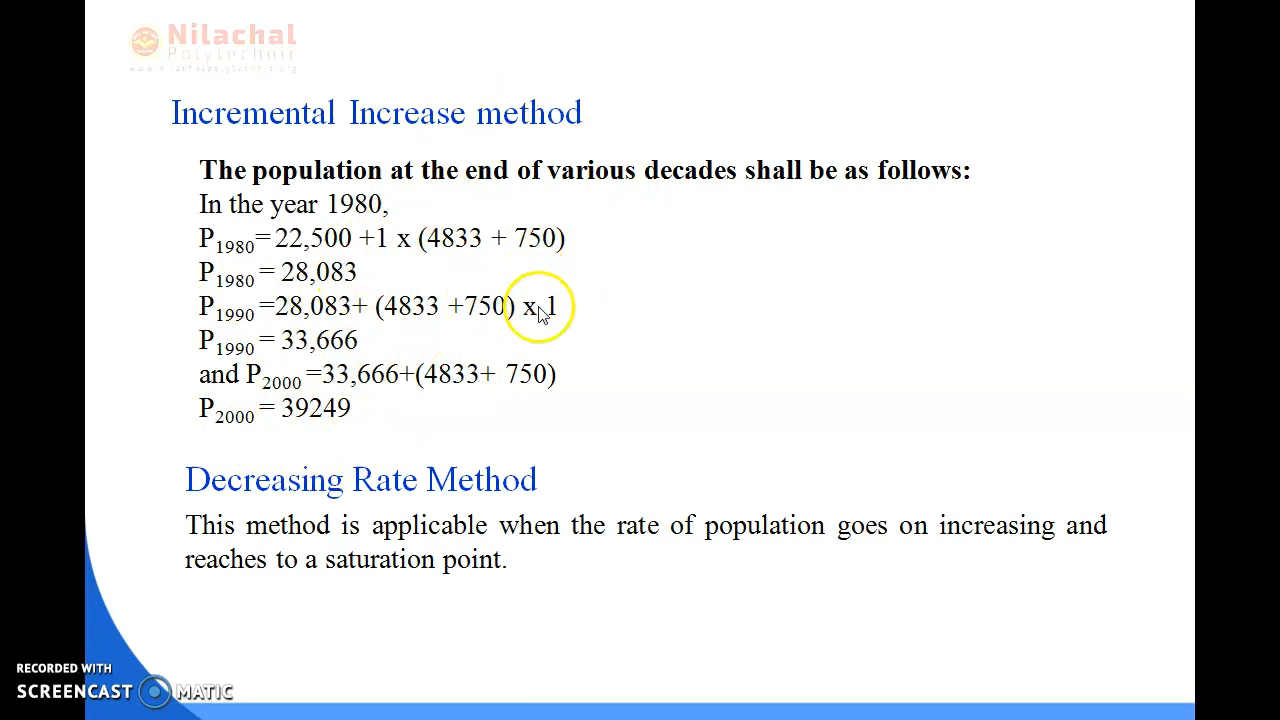 Nilachal
Polytechnic
www.nilachalpolytechnic.org
Incremental Increase method
The population at the end of various decades shall be as follows:
In the year 1980,
P1980= 22,500 +1 x (4833 + 750)
P1980 = 28,083
P1990 =28,083+ (4833 +750) x 1
P1990 = 33,666
and P2000 =33,666+(4833+ 750)
P2000 = 39249
Decreasing Rate Method
This method is applicable when the rate of population goes on increasing and
reaches to a saturation point.
RECORDED WITH
SCREENCAST MATIC